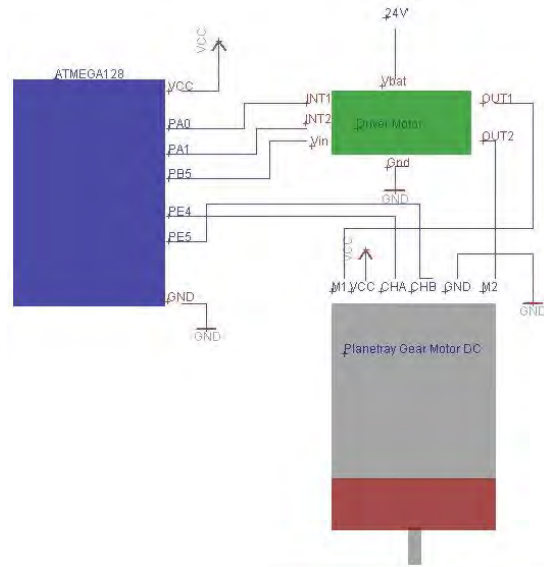 24V
VCC
ATMEGA128
VCC
Vbat
INT1
OUT1
PA0
INT2
Driver Motor
PA1
Vin
OUT2
PB5
Gnd
GND
PE4
PE5
VCC
M1 VCC CHA CHB GND M2
GND
GND
GND
Planetray Gear Motor DC